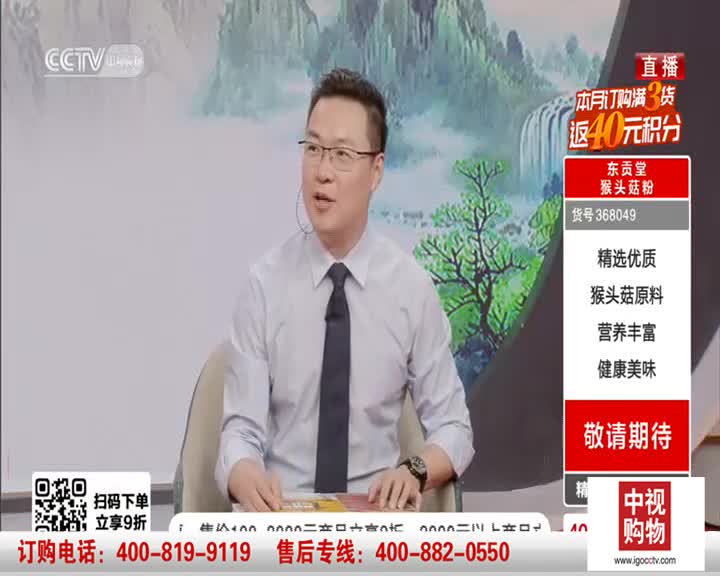 CCTV
直播
本月订购满3货
返40元积分
东贡堂
猴头菇粉
货号368049
精选优质
猴头菇原料
营养丰富
健康美味
敬请期待
精
扫码下单
立享9折
中视
购物
www.igocctv.com
订购电话：400-819-9119 售后专线：400-882-0550